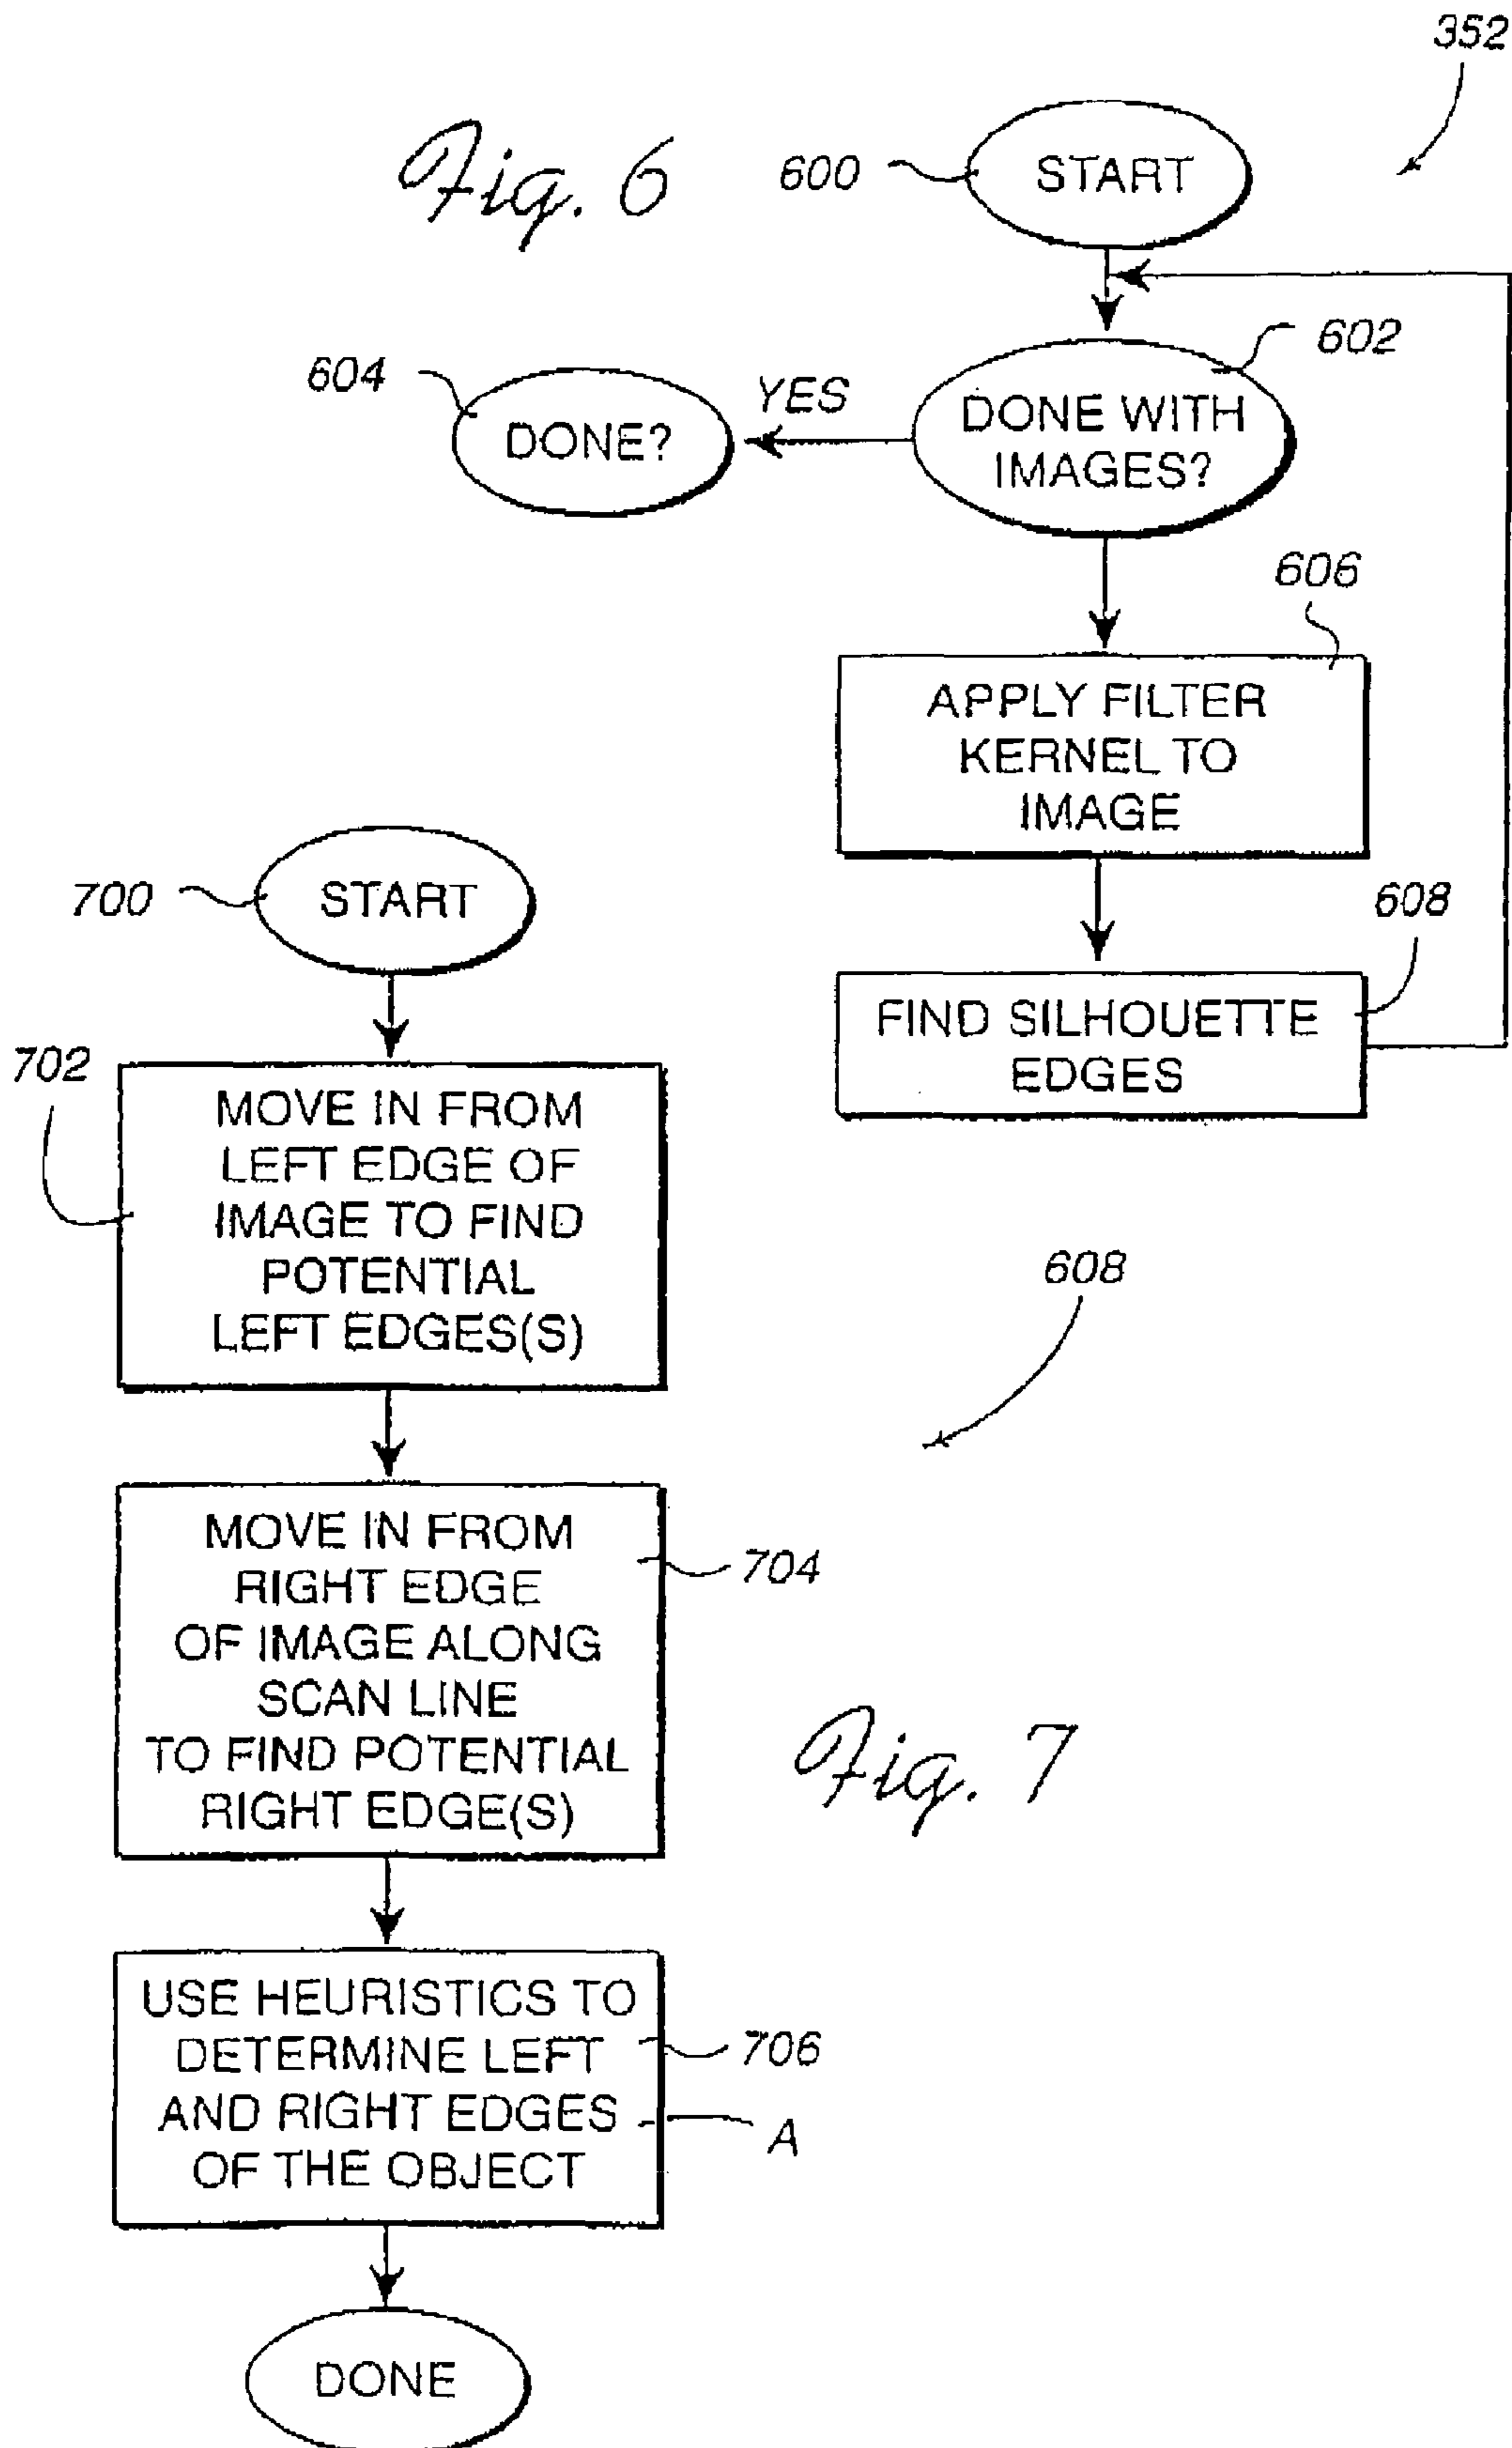 352
Fig. 6
600
START
602
DONE WITH
IMAGES?
YES
604
DONE?
606
APPLY FILTER
KERNEL TO
IMAGE
608
FIND SILHOUETTE
EDGES
700
START
702
MOVE IN FROM
LEFT EDGE OF
IMAGE TO FIND
POTENTIAL
LEFT EDGES(S)
608
MOVE IN FROM
RIGHT EDGE
OF IMAGE ALONG
SCAN LINE
TO FIND POTENTIAL
RIGHT EDGE(S)
704
Fig. 7
USE HEURISTICS TO
DETERMINE LEFT
AND RIGHT EDGES
OF THE OBJECT
706
A
DONE